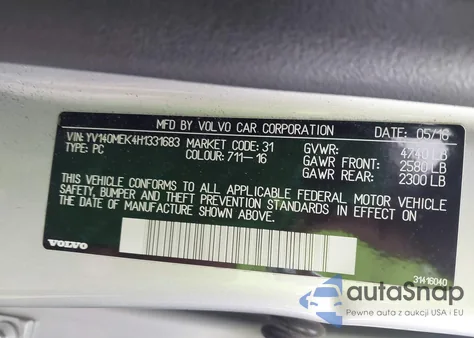 MFD BY VOLVO CAR CORPORATION DATE: 05/16
VIN: YV140MEK4H1331683 MARKET CODE: 31 GVWR: 4740 LB
TYPE: PC COLOUR: 711-16 GAWR FRONT: 2580 LB
GAWR REAR: 2300 LB
THIS VEHICLE CONFORMS TO ALL APPLICABLE FEDERAL MOTOR VEHICLE
SAFETY, BUMPER AND THEFT PREVENTION STANDARDS IN EFFECT ON
THE DATE OF MANUFACTURE SHOWN ABOVE.
VOLVO
31416040
autoSnap
Pewne auta z aukcji USA i EU